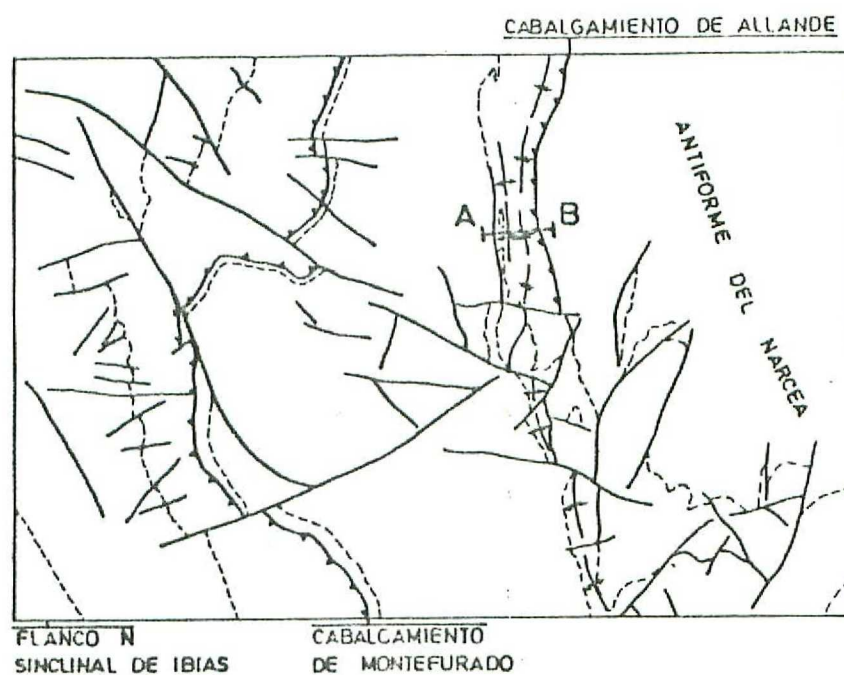 CABALGAMIENTO DE ALLANDE
ANTIFORME DEL NARCEA
A B
FLANCO N
SINCLINAL DE IBIAS
CABALGAMIENTO
DE MONTEFURADO